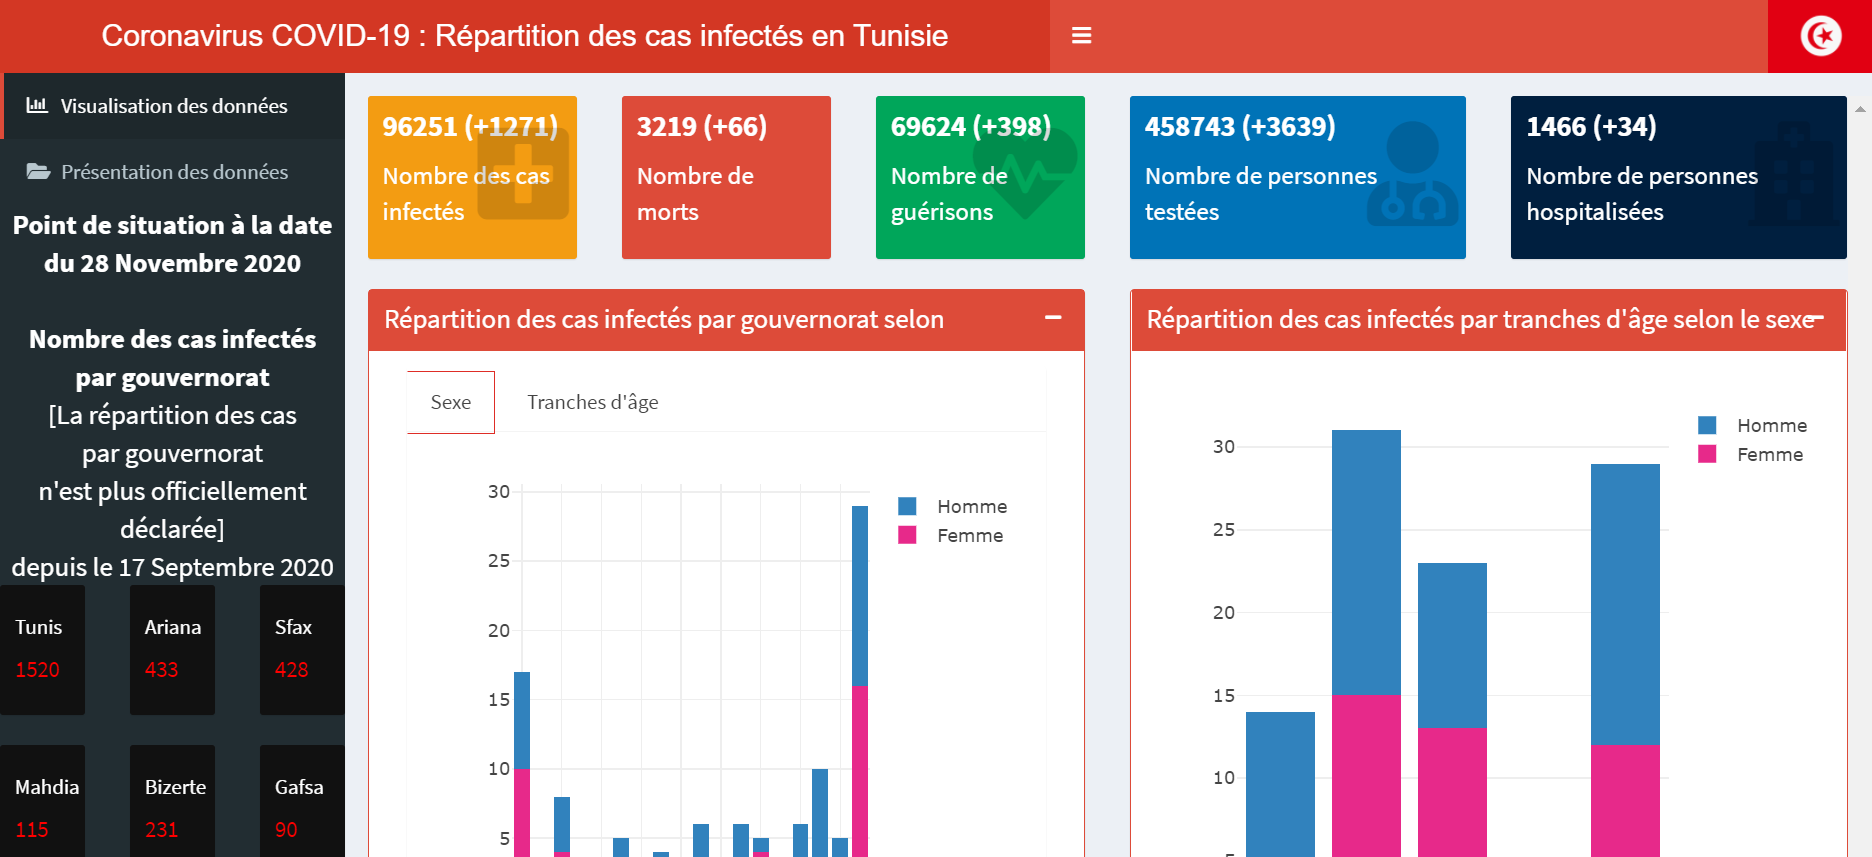 Coronavirus COVID-19 : Répartition des cas infectés en Tunisie
Visualisation des données
Présentation des données
Point de situation à la date
du 28 Novembre 2020
Nombre des cas infectés
par gouvernorat
[La répartition des cas
par gouvernorat
n'est plus officiellement
déclarée]
depuis le 17 Septembre 2020
Tunis
1520
Ariana
433
Sfax
428
Mahdia
115
Bizerte
231
Gafsa
90
96251 (+1271)
Nombre des cas
infectés
3219 (+66)
Nombre de
morts
69624 (+398)
Nombre de
guérisons
458743 (+3639)
Nombre de personnes
testées
1466 (+34)
Nombre de personnes
hospitalisées
Répartition des cas infectés par gouvernorat selon
Sexe
Tranches d'âge
30
25
20
15
10
5
Homme
Femme
Répartition des cas infectés par tranches d'âge selon le sexe
30
25
20
15
10
5
Homme
Femme